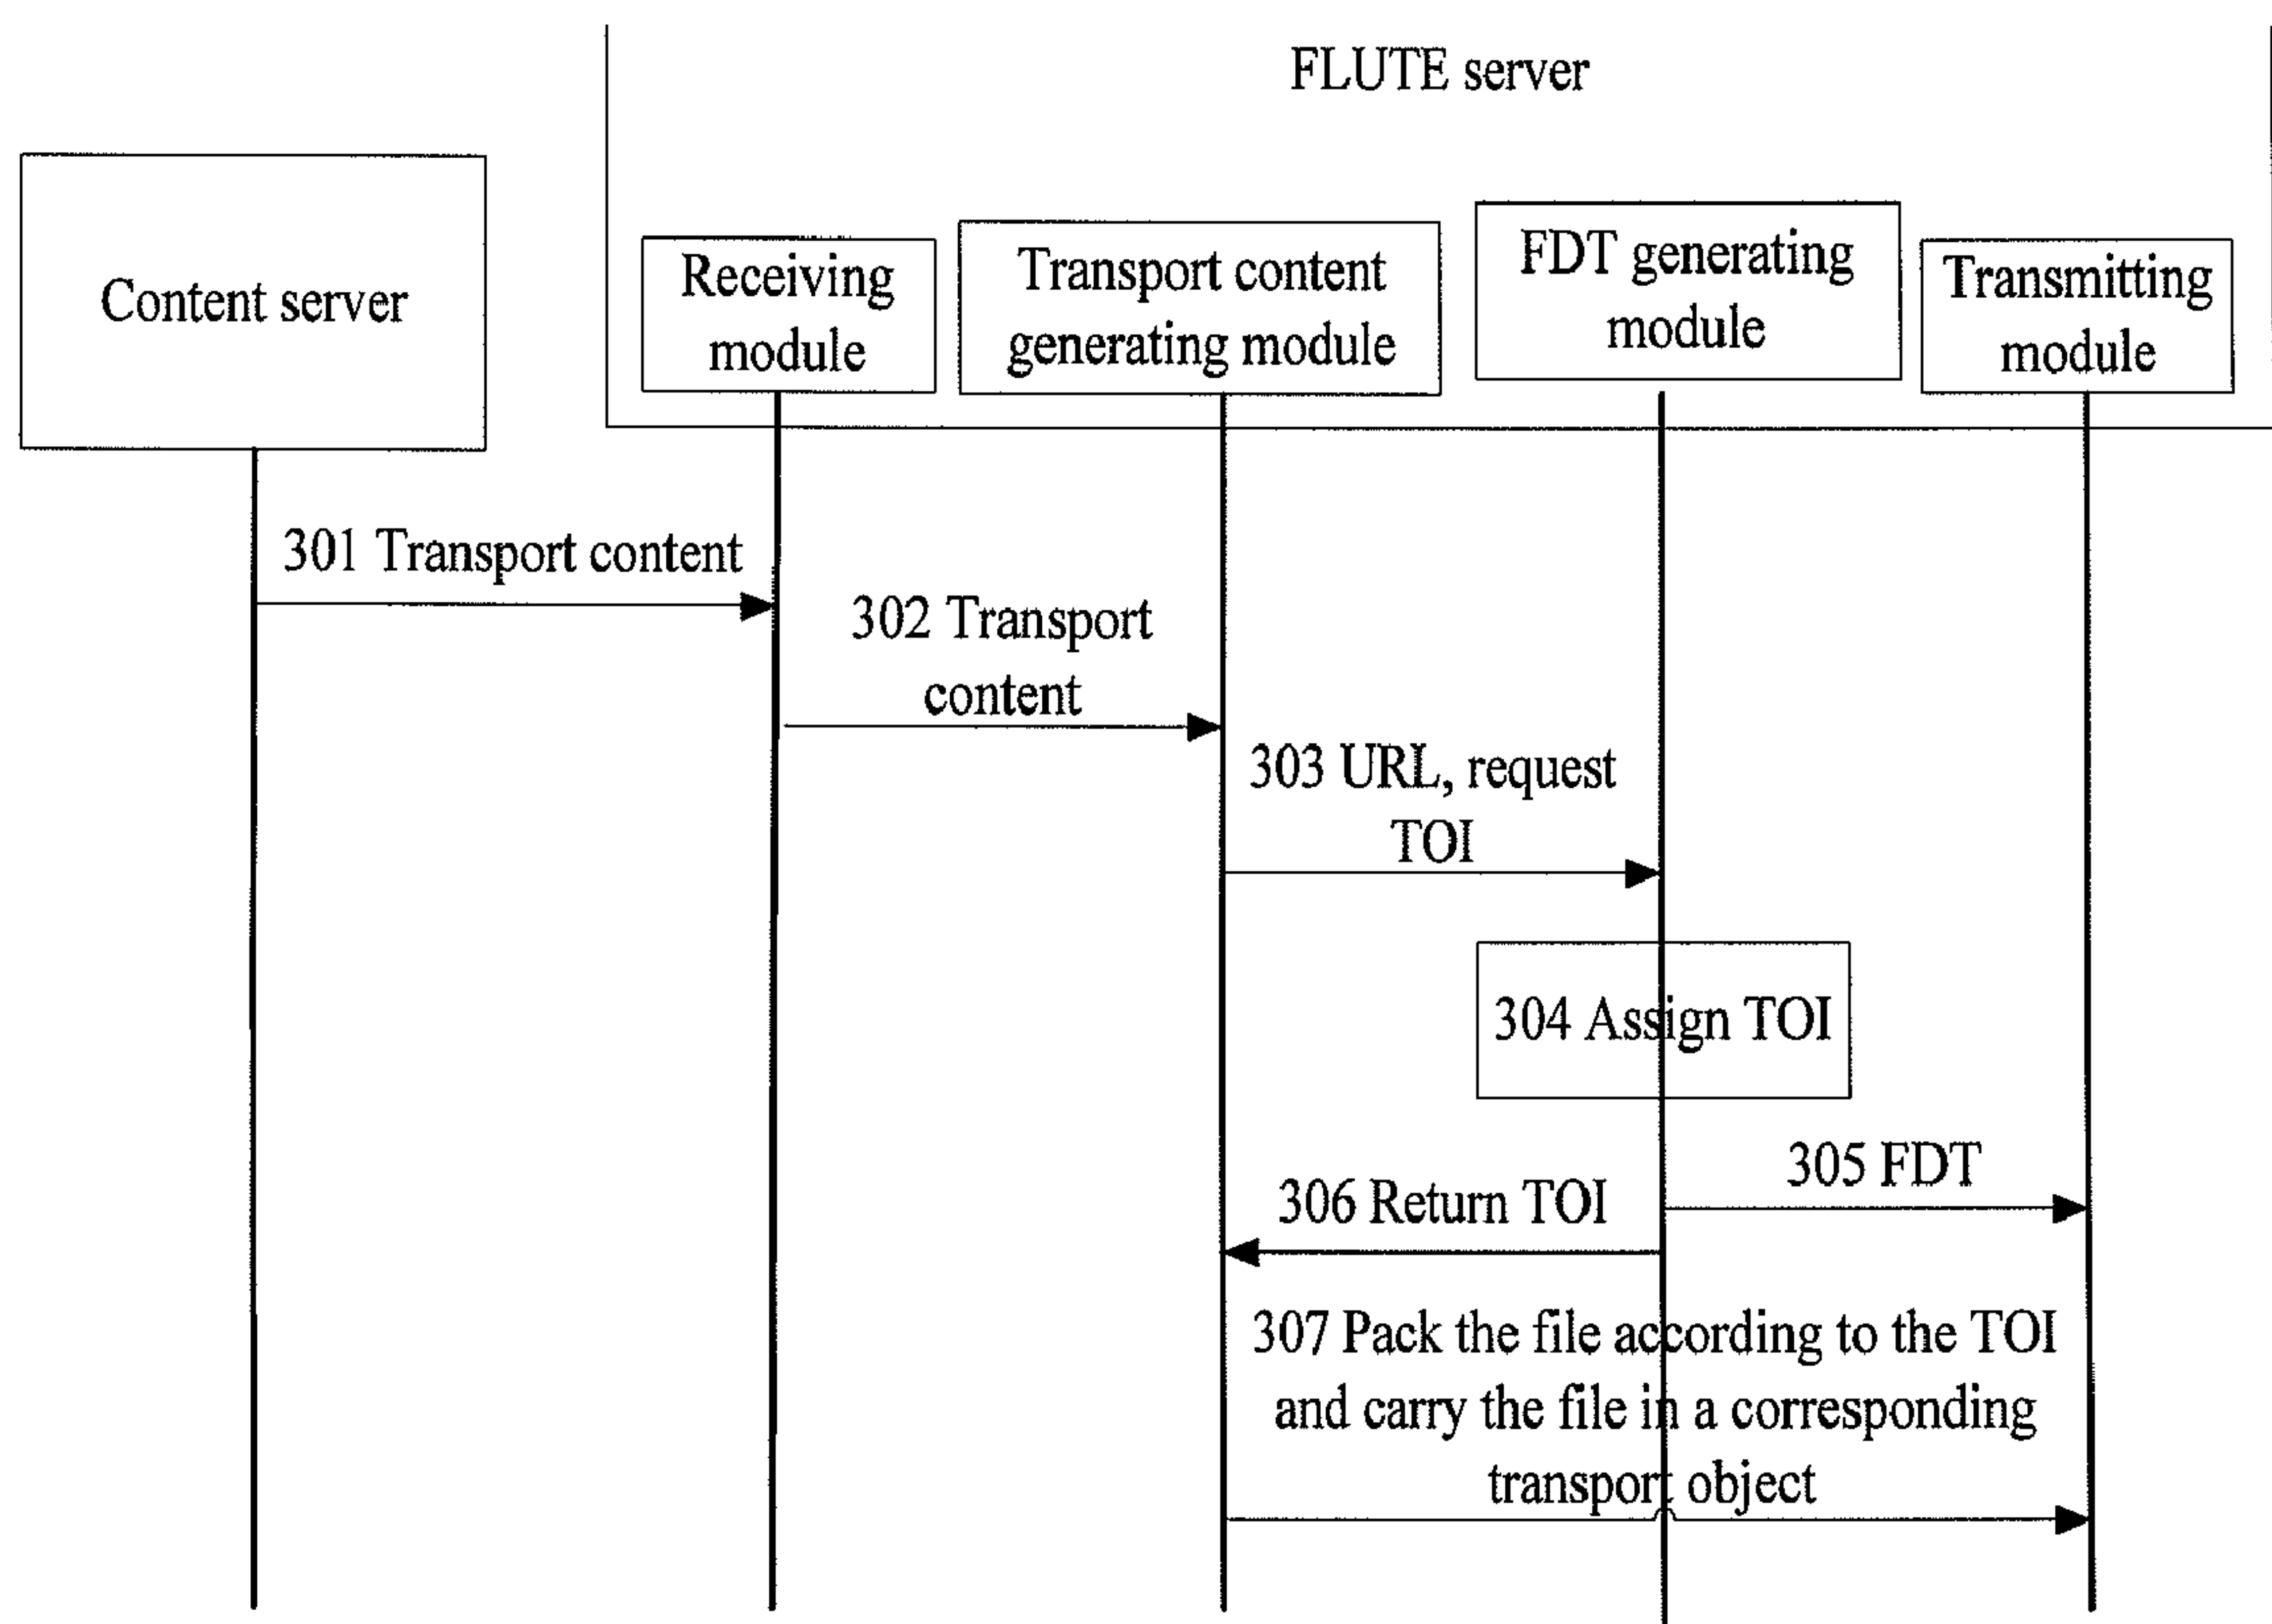 FLUTE server
Content server
Receiving
module
Transport content
generating module
FDT generating
module
Transmitting
module
301 Transport content
302 Transport
content
303 URL, request
TOI
304 Assign TOI
305 FDT
306 Return TOI
307 Pack the file according to the TOI
and carry the file in a corresponding
transport object